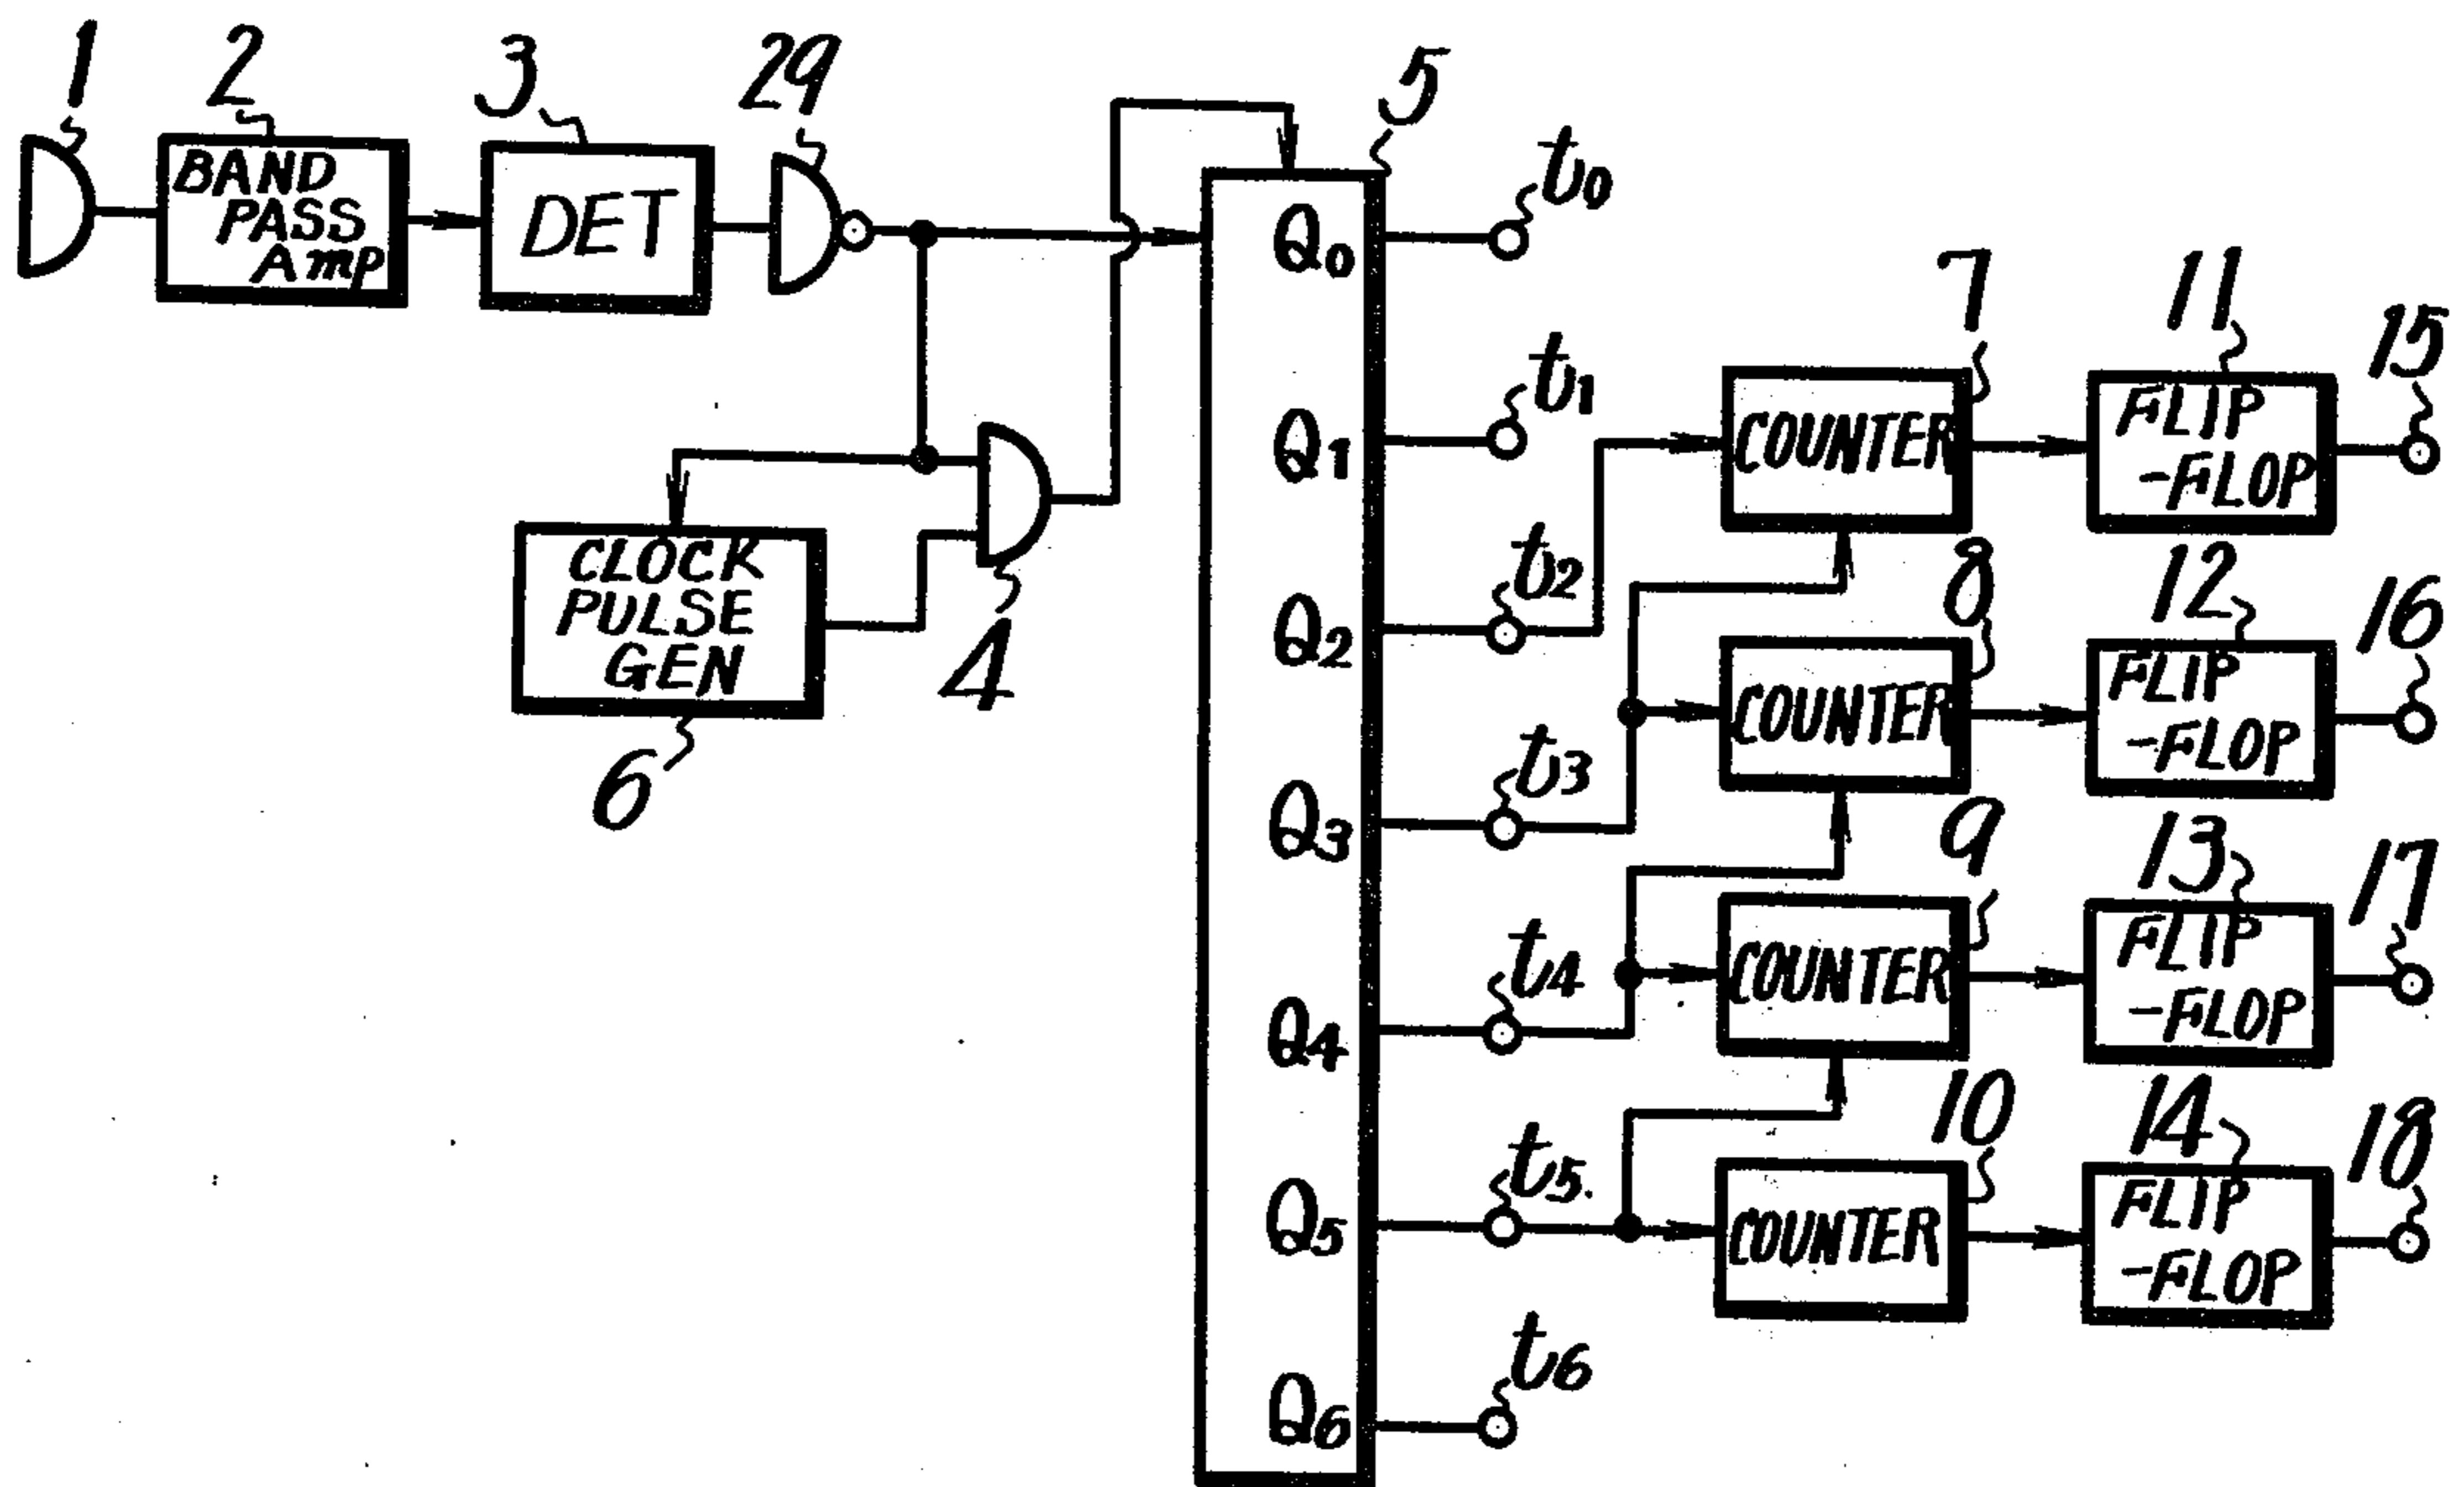 1
2
3
29
5
BAND
PASS
Amp
DET
Q0
t0
Q1
t1
7
11
15
COUNTER
FLIP
-FLOP
CLOCK
PULSE
GEN
4
6
Q2
t2
8
12
16
COUNTER
FLIP
-FLOP
Q3
t3
9
13
17
COUNTER
FLIP
-FLOP
Q4
t4
10
14
18
COUNTER
FLIP
-FLOP
Q5
t5
Q6
t6